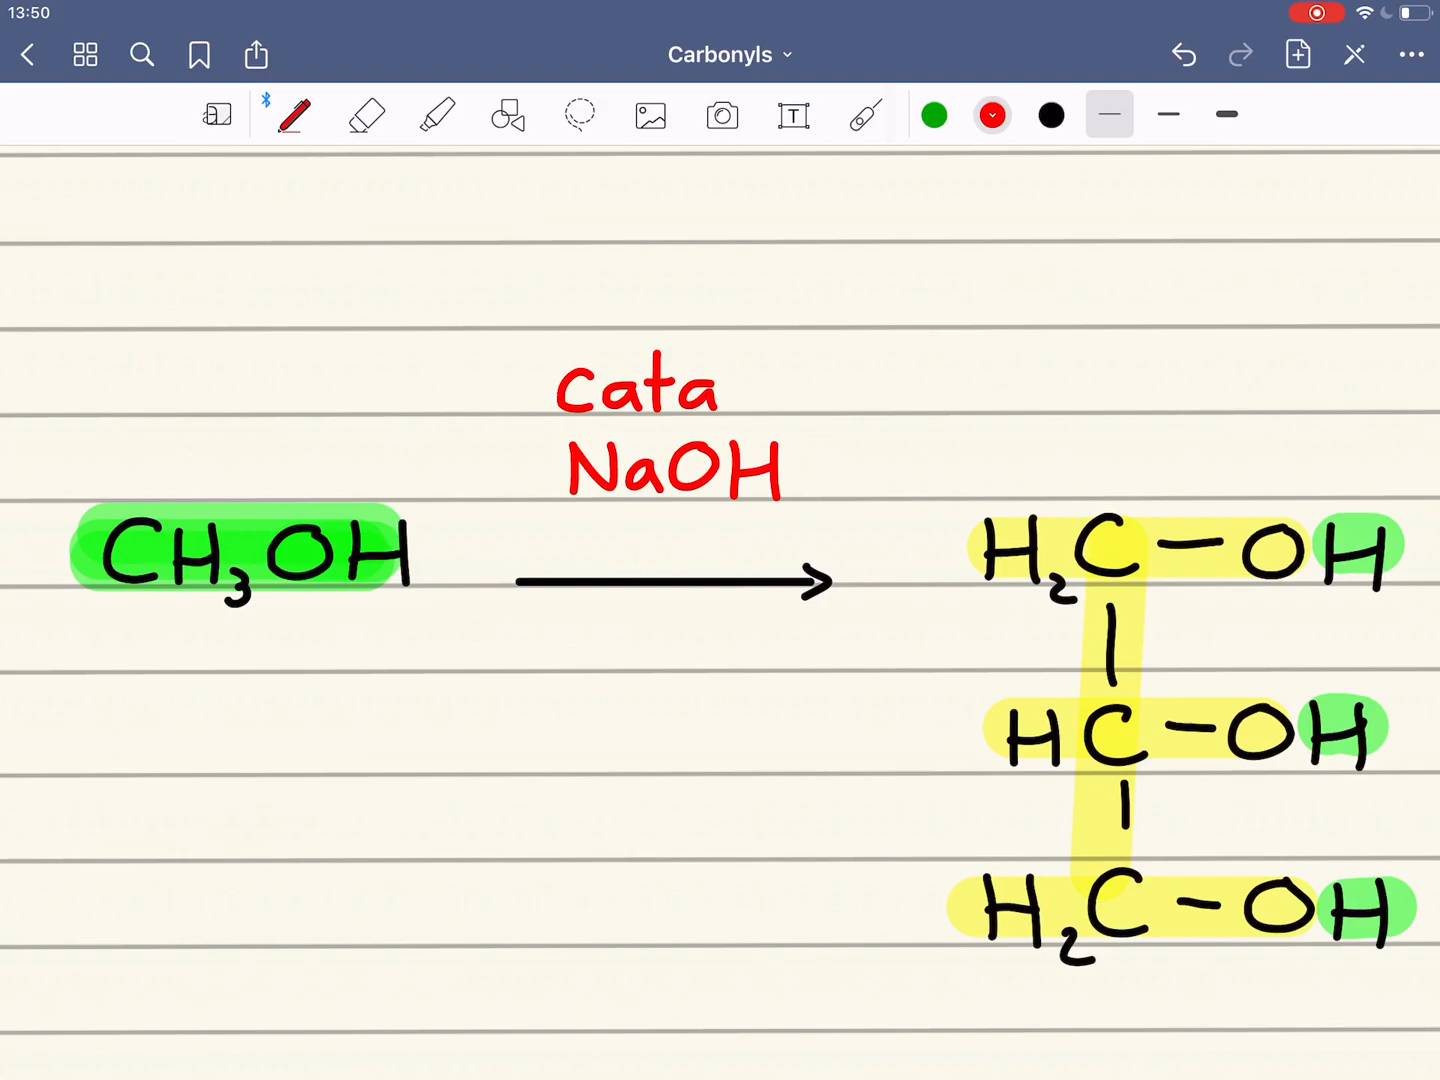 13:50
Carbonyls
T
Cata
NaOH
CH₃OH
H₂C-OH
HC-OH
H₂C-OH